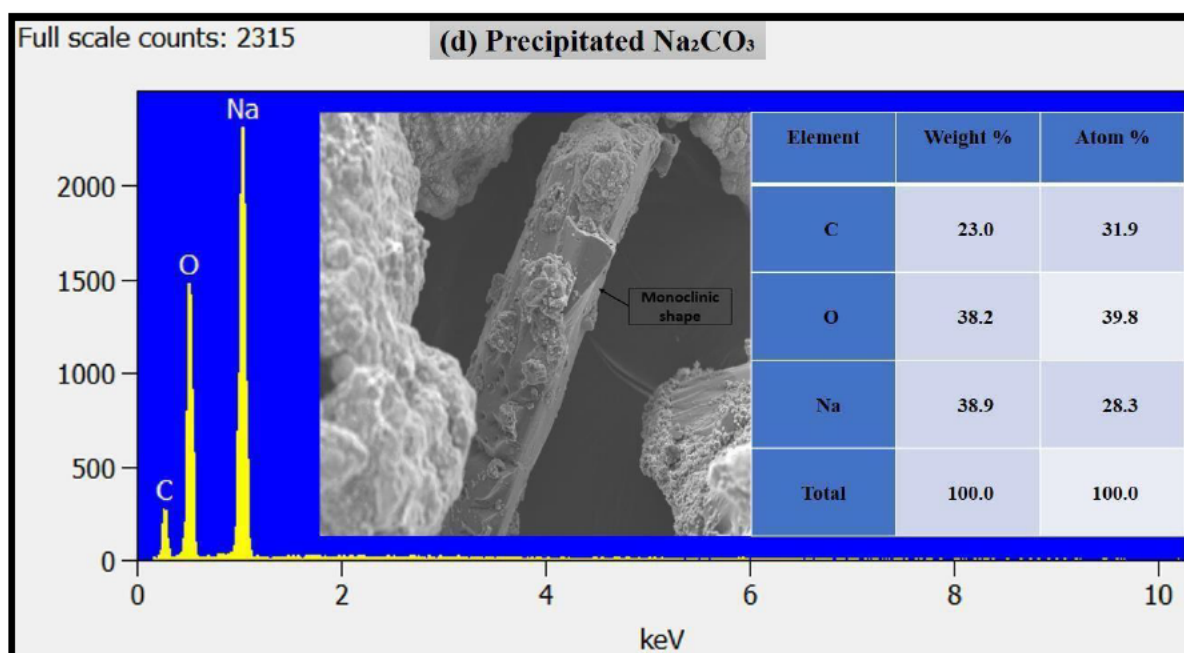 Full scale counts: 2315
(d) Precipitated Na₂CO₃
Na
O
C
2000
1500
1000
500
0
0 2 4 6 8 10
keV
Monoclinic
shape
Element Weight % Atom %
C 23.0 31.9
O 38.2 39.8
Na 38.9 28.3
Total 100.0 100.0